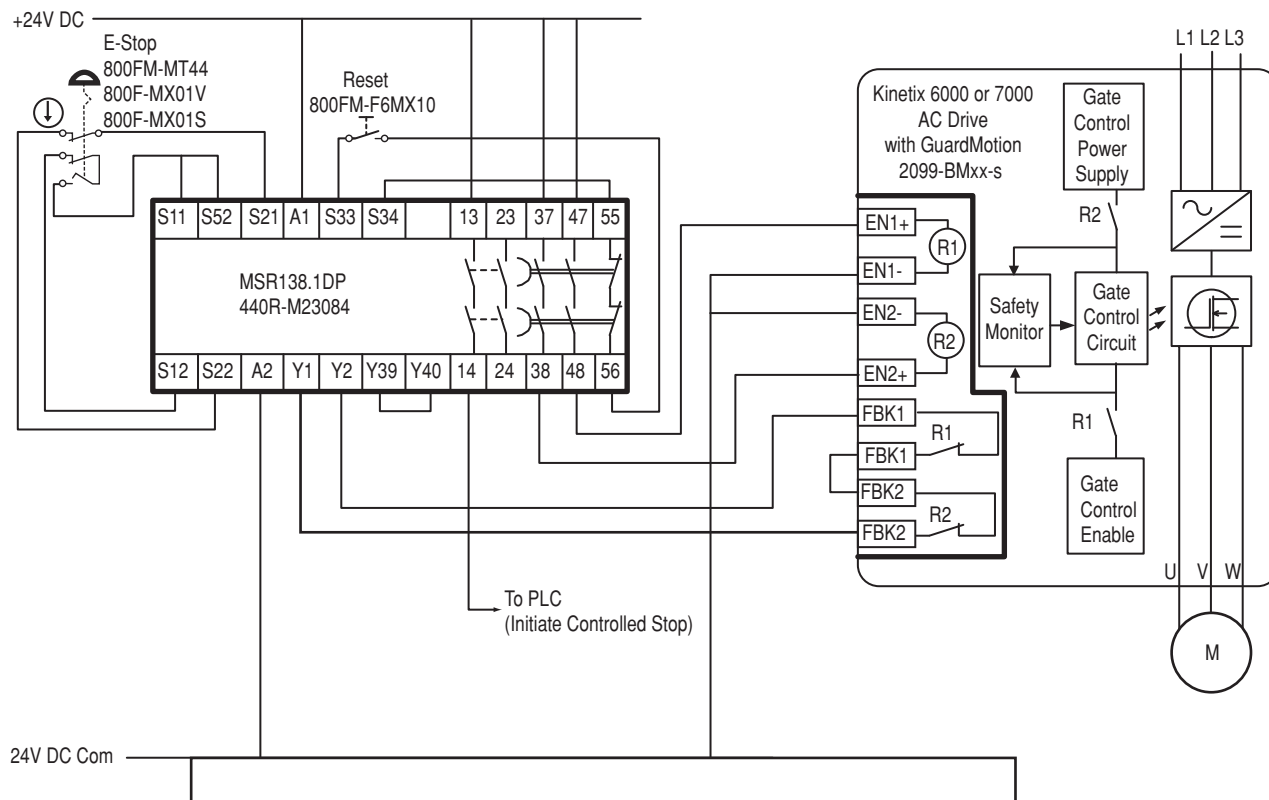 +24V DC
E-Stop
800FM-MT44
800F-MX01V
800F-MX01S
Reset
800FM-F6MX10
S11 S52 S21 A1 S33 S34 13 23 37 47 55
MSR138.1DP
440R-M23084
S12 S22 A2 Y1 Y2 Y39 Y40 14 24 38 48 56
To PLC
(Initiate Controlled Stop)
24V DC Com
L1 L2 L3
Kinetix 6000 or 7000
AC Drive
with GuardMotion
2099-BMxx-s
Gate
Control
Power
Supply
R2
EN1+
R1
EN1-
EN2-
R2
EN2+
Safety
Monitor
Gate
Control
Circuit
FBK1
R1
FBK1
FBK2
R2
FBK2
R1
Gate
Control
Enable
U V W
M